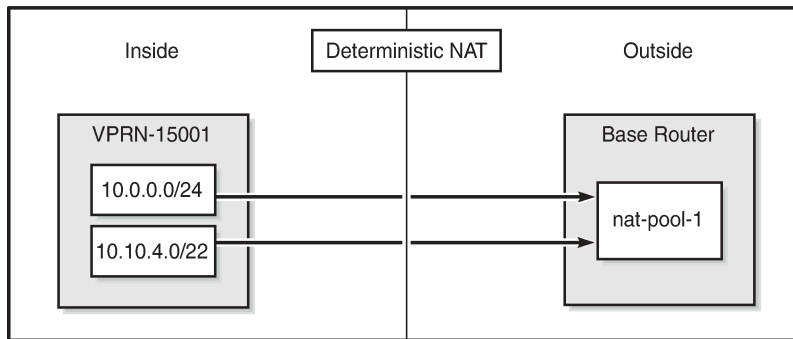 Inside
Deterministic NAT
Outside
VPRN-15001
10.0.0.0/24
10.10.4.0/22
Base Router
nat-pool-1